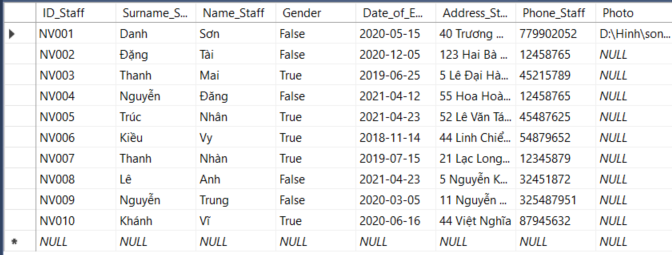 ID_Staff Surname_S... Name_Staff Gender Date_of_E... Address_St... Phone_Staff Photo
NV001 Danh Sơn False 2020-05-15 40 Trương ... 779902052 D:\Hinh\son...
NV002 Đặng Tài False 2020-12-05 123 Hai Bà ... 12458765 NULL
NV003 Thanh Mai True 2019-06-25 5 Lê Đại Hà... 45215789 NULL
NV004 Nguyễn Đăng False 2021-04-12 55 Hoa Hoà... 12458765 NULL
NV005 Trúc Nhân True 2021-04-23 52 Lê Văn Tá... 45487625 NULL
NV006 Kiều Vy True 2018-11-14 44 Linh Chiể... 54879652 NULL
NV007 Thanh Nhàn True 2019-07-15 21 Lạc Long... 12345879 NULL
NV008 Lê Anh False 2021-04-23 5 Nguyễn K... 32451872 NULL
NV009 Nguyễn Trung False 2020-03-05 11 Nguyễn ... 325487951 NULL
NV010 Khánh Vĩ True 2020-06-16 44 Việt Nghĩa 87945632 NULL
NULL NULL NULL NULL NULL NULL NULL NULL